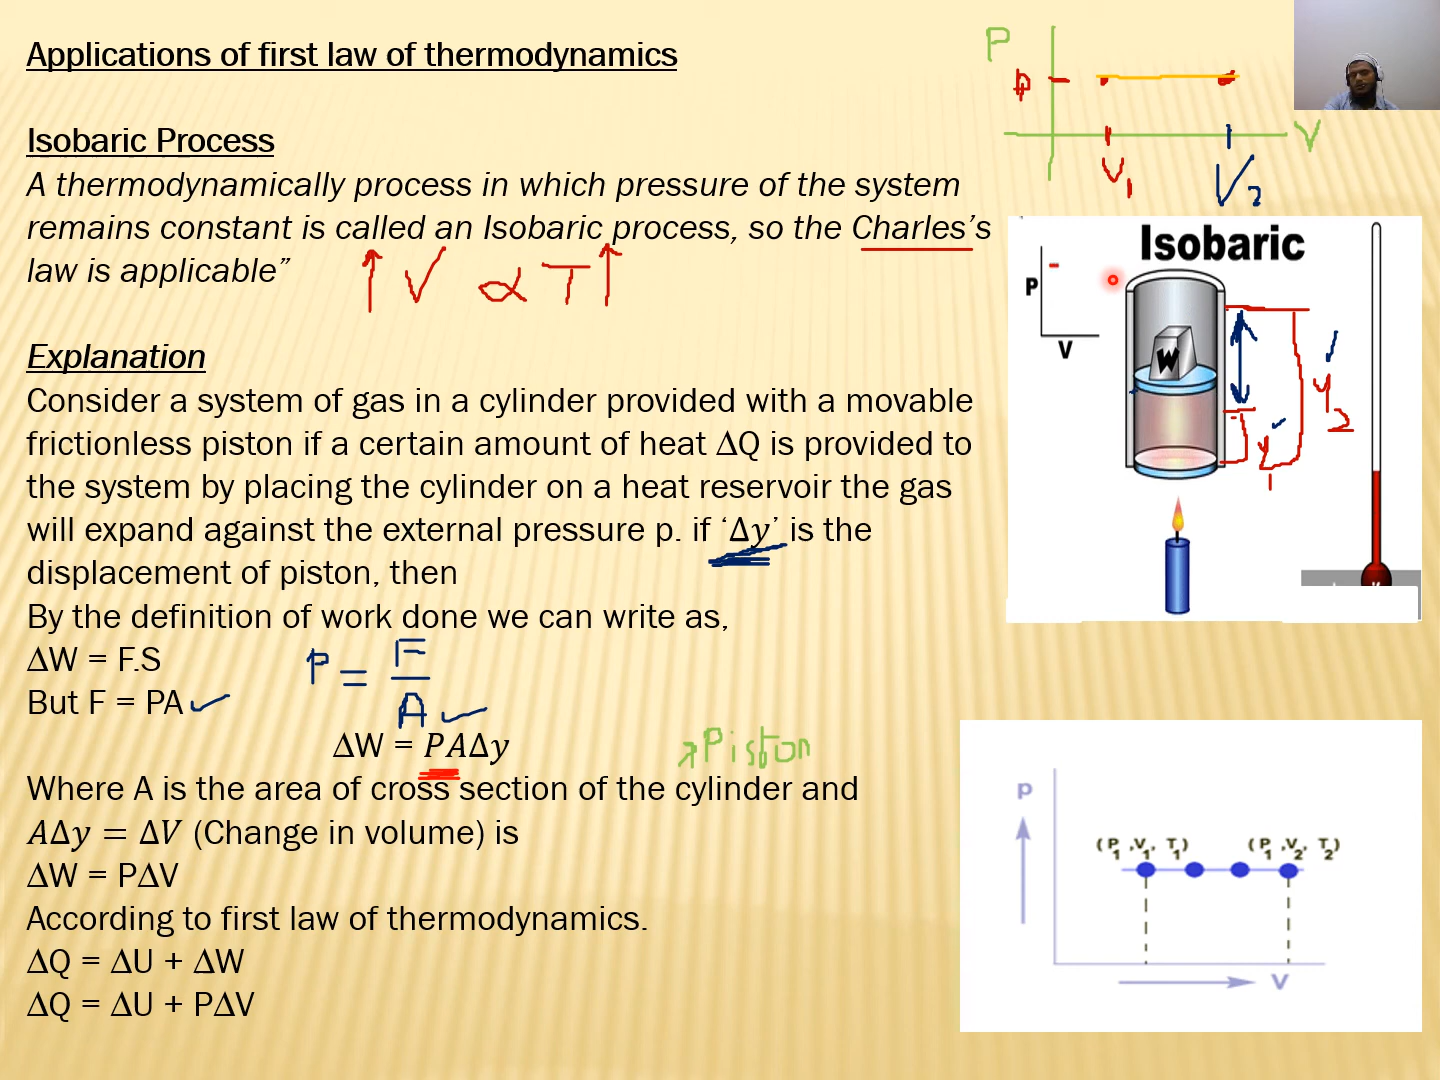 Applications of first law of thermodynamics
Isobaric Process
A thermodynamically process in which pressure of the system
remains constant is called an Isobaric process, so the Charles's
law is applicable”
V ∝ T
Explanation
Consider a system of gas in a cylinder provided with a movable
frictionless piston if a certain amount of heat ΔQ is provided to
the system by placing the cylinder on a heat reservoir the gas
will expand against the external pressure p. if ‘Δy’ is the
displacement of piston, then
By the definition of work done we can write as,
ΔW = F.S
But F = PA
P = F/A
ΔW = PAΔy
Piston
Where A is the area of cross section of the cylinder and
AΔy = ΔV (Change in volume) is
ΔW = PΔV
According to first law of thermodynamics.
ΔQ = ΔU + ΔW
ΔQ = ΔU + PΔV
P
p
V
V1
V2
Isobaric
P
V
W
y1
y2
P
(P1, V1, T1)
(P1, V2, T2)
V